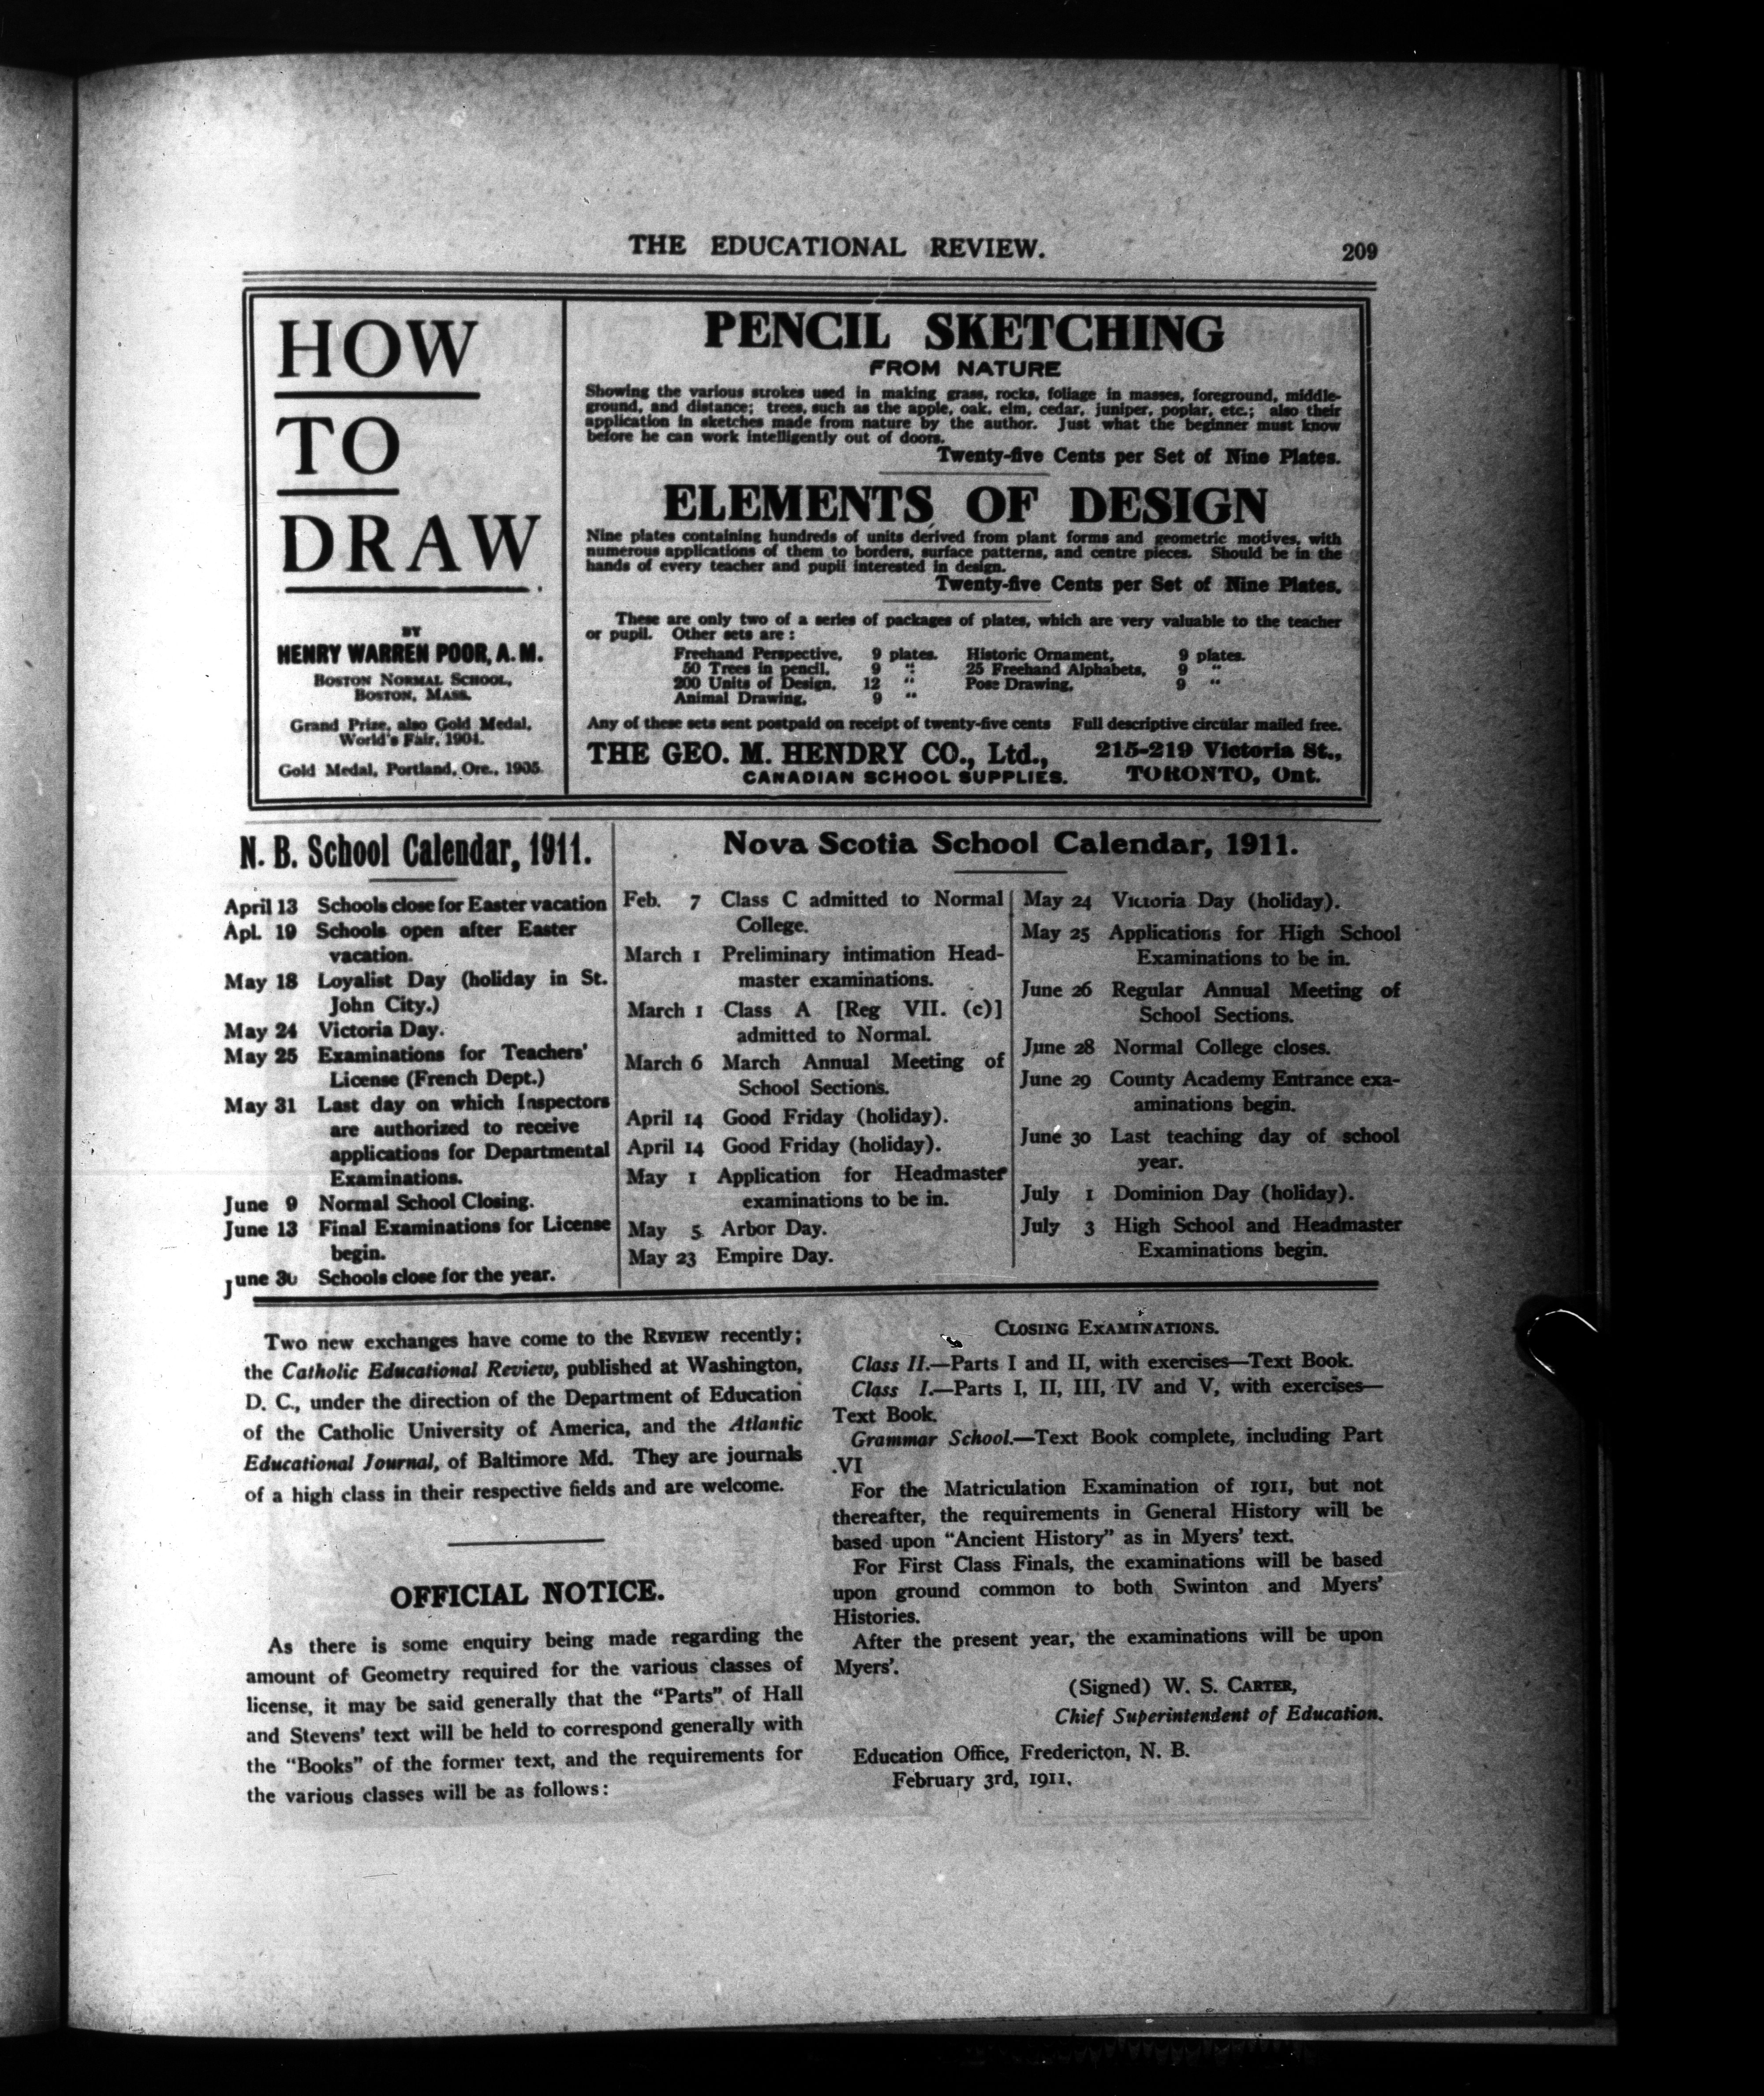 THE EDUCATIONAL REVIEW.
209
HOW
TO
DRAW
BY
HENRY WARREN POOR, A. M.
BOSTON NORMAL SCHOOL,
BOSTON, MASS.
Grand Prize, also Gold Medal,
World's Fair, 1904.
Gold Medal, Portland, Ore., 1905.
PENCIL SKETCHING
FROM NATURE
Showing the various strokes used in making grass, rocks, foliage in masses, foreground, middle-
ground, and distance; trees, such as the apple, oak, elm, cedar, juniper, poplar, etc.; also their
application in sketches made from nature by the author. Just what the beginner must know
before he can work intelligently out of doors.
Twenty-five Cents per Set of Nine Plates.
ELEMENTS OF DESIGN
Nine plates containing hundreds of units derived from plant forms and geometric motives, with
numerous applications of them to borders, surface patterns, and centre pieces. Should be in the
hands of every teacher and pupil interested in design.
Twenty-five Cents per Set of Nine Plates.
These are only two of a series of packages of plates, which are very valuable to the teacher
or pupil. Other sets are :
Freehand Perspective, 9 plates. Historic Ornament, 9 plates.
50 Trees in pencil, 9 " 25 Freehand Alphabets, 9 "
200 Units of Design, 12 " Pose Drawing, 9 "
Animal Drawing, 9 "
Any of these sets sent postpaid on receipt of twenty-five cents Full descriptive circular mailed free.
THE GEO. M. HENDRY CO., Ltd., 215-219 Victoria St.,
CANADIAN SCHOOL SUPPLIES. TORONTO, Ont.
N. B. School Calendar, 1911.
April 13 Schools close for Easter vacation
Apl. 19 Schools open after Easter
vacation.
May 18 Loyalist Day (holiday in St.
John City.)
May 24 Victoria Day.
May 25 Examinations for Teachers'
License (French Dept.)
May 31 Last day on which Inspectors
are authorized to receive
applications for Departmental
Examinations.
June 9 Normal School Closing.
June 13 Final Examinations for License
begin.
June 30 Schools close for the year.
Nova Scotia School Calendar, 1911.
Feb. 7 Class C admitted to Normal
College.
March 1 Preliminary intimation Head-
master examinations.
March 1 Class A [Reg VII. (c)]
admitted to Normal.
March 6 March Annual Meeting of
School Sections.
April 14 Good Friday (holiday).
April 14 Good Friday (holiday).
May 1 Application for Headmaster
examinations to be in.
May 5 Arbor Day.
May 23 Empire Day.
May 24 Victoria Day (holiday).
May 25 Applications for High School
Examinations to be in.
June 26 Regular Annual Meeting of
School Sections.
June 28 Normal College closes.
June 29 County Academy Entrance exa-
aminations begin.
June 30 Last teaching day of school
year.
July 1 Dominion Day (holiday).
July 3 High School and Headmaster
Examinations begin.
Two new exchanges have come to the REVIEW recently;
the Catholic Educational Review, published at Washington,
D. C., under the direction of the Department of Education
of the Catholic University of America, and the Atlantic
Educational Journal, of Baltimore Md. They are journals
of a high class in their respective fields and are welcome.
OFFICIAL NOTICE.
As there is some enquiry being made regarding the
amount of Geometry required for the various classes of
license, it may be said generally that the "Parts" of Hall
and Stevens' text will be held to correspond generally with
the "Books" of the former text, and the requirements for
the various classes will be as follows:
CLOSING EXAMINATIONS.
Class II.—Parts I and II, with exercises—Text Book.
Class I.—Parts I, II, III, IV and V, with exercises—
Text Book.
Grammar School.—Text Book complete, including Part
.VI
For the Matriculation Examination of 1911, but not
thereafter, the requirements in General History will be
based upon "Ancient History" as in Myers' text.
For First Class Finals, the examinations will be based
upon ground common to both Swinton and Myers'
Histories.
After the present year, the examinations will be upon
Myers'.
(Signed) W. S. CARTER,
Chief Superintendent of Education.
Education Office, Fredericton, N. B.
February 3rd, 1911.